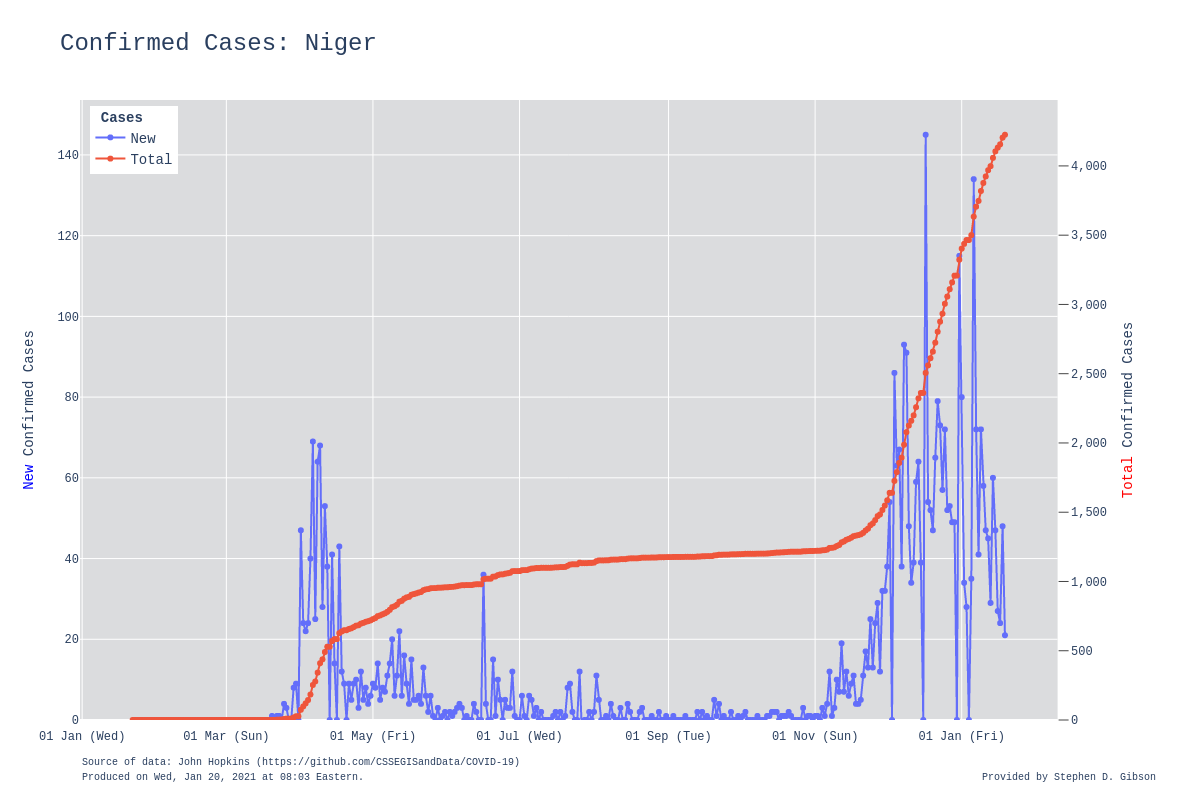 Confirmed Cases: Niger
Cases
New
Total
140
120
100
80
60
40
20
0
4,000
3,500
3,000
2,500
2,000
1,500
1,000
500
0
New Confirmed Cases
Total Confirmed Cases
01 Jan (Wed)
01 Mar (Sun)
01 May (Fri)
01 Jul (Wed)
01 Sep (Tue)
01 Nov (Sun)
01 Jan (Fri)
Source of data: John Hopkins (https://github.com/CSSEGISandData/COVID-19)
Produced on Wed, Jan 20, 2021 at 08:03 Eastern.
Provided by Stephen D. Gibson